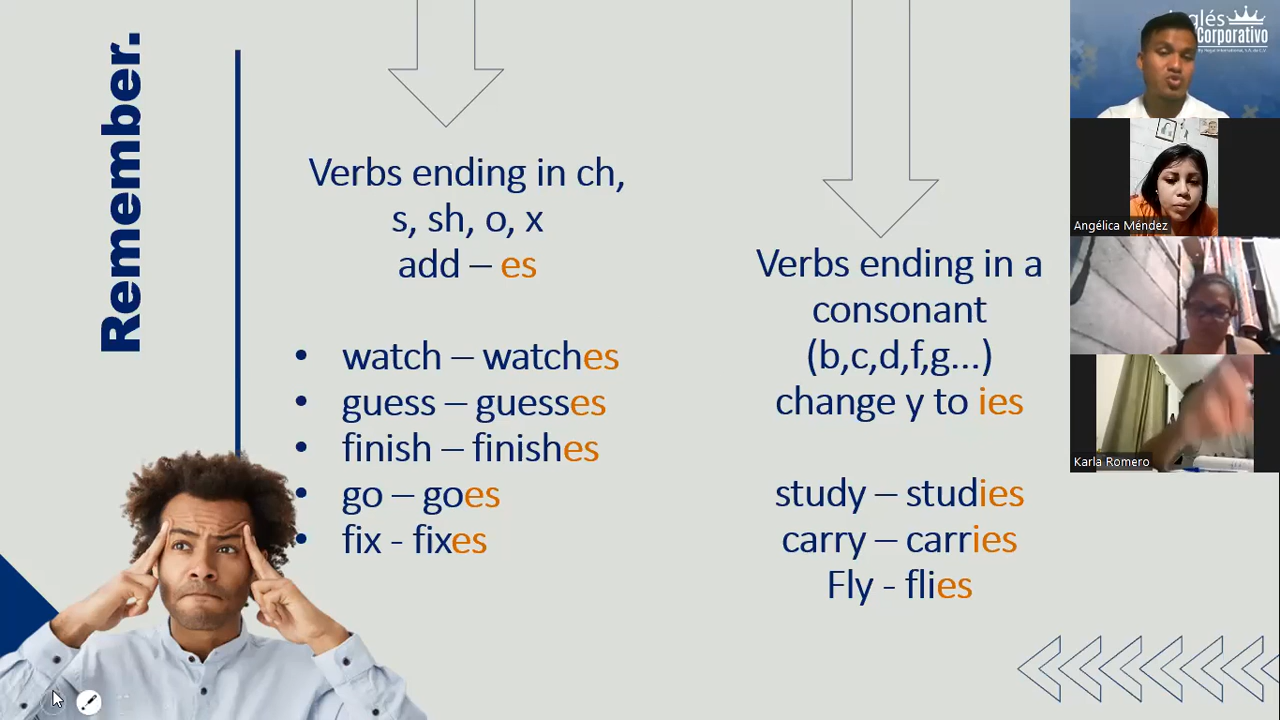 Remember.
Verbs ending in ch,
s, sh, o, x
add – es
• watch – watches
• guess – guesses
• finish – finishes
• go – goes
• fix - fixes
Verbs ending in a
consonant
(b,c,d,f,g...)
change y to ies
study – studies
carry – carries
Fly - flies
Corporativo
Angélica Méndez
Karla Romero